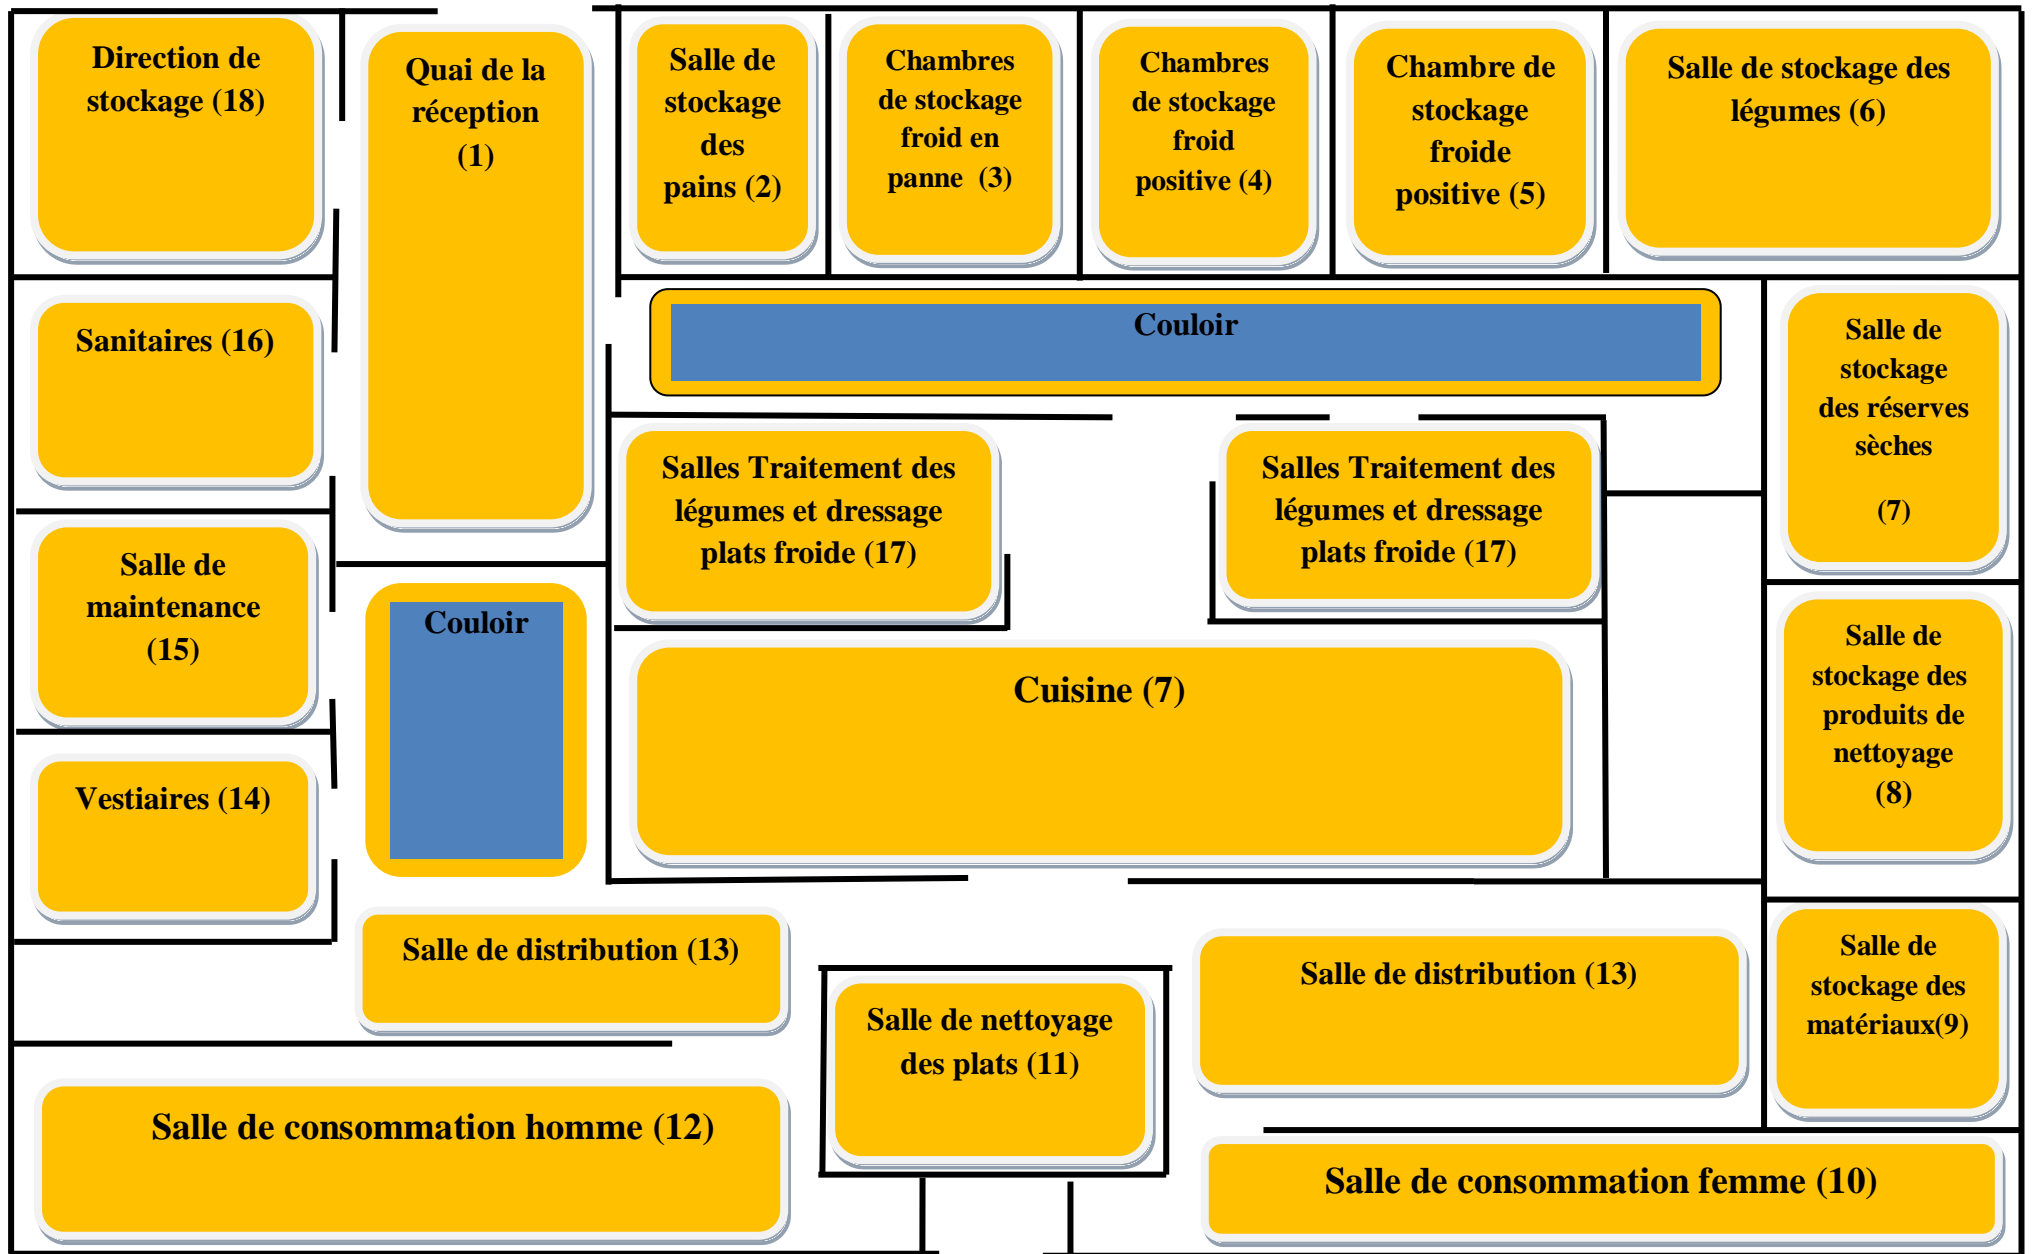 Direction de
stockage (18)
Quai de la
réception
(1)
Salle de
stockage
des
pains (2)
Chambres
de stockage
froid en
panne (3)
Chambres
de stockage
froid
positive (4)
Chambre de
stockage
froide
positive (5)
Salle de stockage des
légumes (6)
Sanitaires (16)
Couloir
Salle de
stockage
des réserves
sèches
(7)
Salles Traitement des
légumes et dressage
plats froide (17)
Salles Traitement des
légumes et dressage
plats froide (17)
Salle de
maintenance
(15)
Couloir
Cuisine (7)
Salle de
stockage des
produits de
nettoyage
(8)
Vestiaires (14)
Salle de distribution (13)
Salle de nettoyage
des plats (11)
Salle de distribution (13)
Salle de
stockage des
matériaux(9)
Salle de consommation homme (12)
Salle de consommation femme (10)